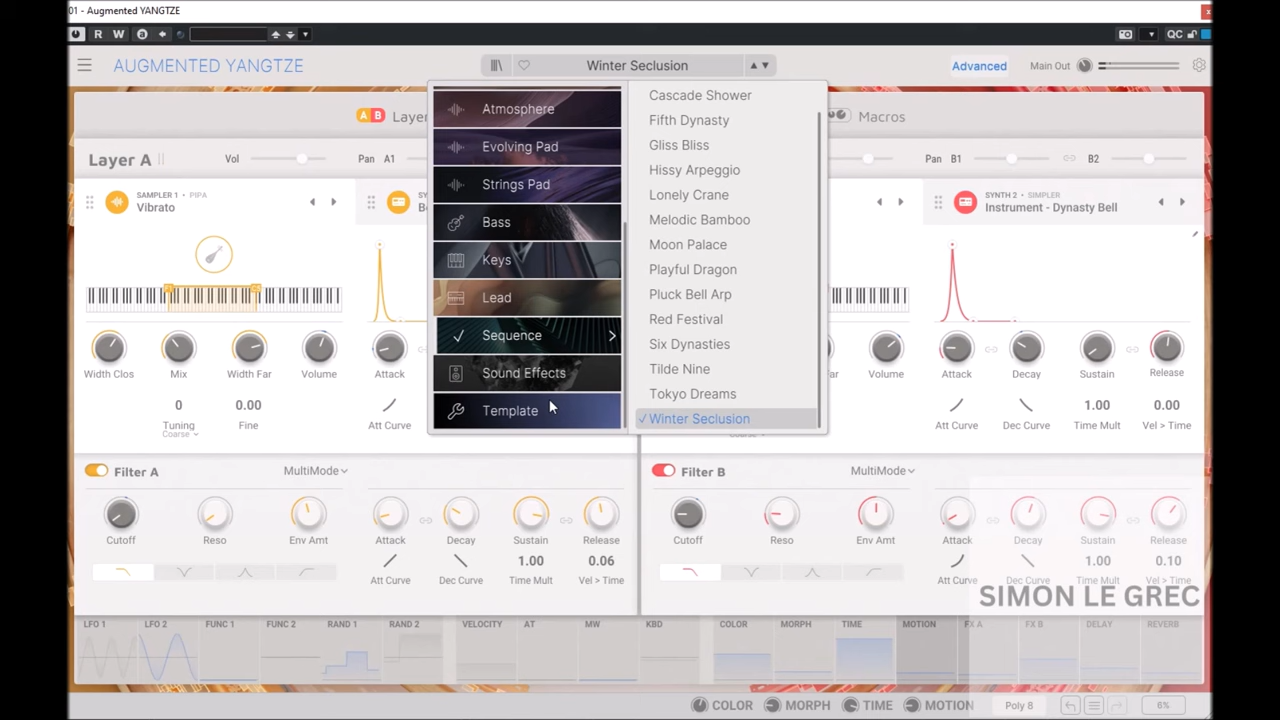 01 - Augmented YANGTZE
R W a QC
AUGMENTED YANGTZE Winter Seclusion Advanced Main Out
A B Layer Macros
Layer A Vol Pan A1 Pan B1 B2
SAMPLER 1 • PIPA
Vibrato
SYNTH 2 • SIMPLER
Instrument - Dynasty Bell
Atmosphere
Evolving Pad
Strings Pad
Bass
Keys
Lead
Sequence
Sound Effects
Template
Cascade Shower
Fifth Dynasty
Gliss Bliss
Hissy Arpeggio
Lonely Crane
Melodic Bamboo
Moon Palace
Playful Dragon
Pluck Bell Arp
Red Festival
Six Dynasties
Tilde Nine
Tokyo Dreams
Winter Seclusion
Width Clos Mix Width Far Volume Attack
0 0.00
Tuning Fine Att Curve
Coarse
Volume Attack Decay Sustain Release
1.00 0.00
Att Curve Dec Curve Time Mult Vel > Time
Filter A MultiMode
Cutoff Reso Env Amt Attack Decay Sustain Release
1.00 0.06
Att Curve Dec Curve Time Mult Vel > Time
Filter B MultiMode
Cutoff Reso Env Amt Attack Decay Sustain Release
1.00 0.10
Att Curve Dec Curve Time Mult Vel > Time
SIMON LE GREC
LFO 1 LFO 2 FUNC 1 FUNC 2 RAND 1 RAND 2 VELOCITY AT MW KBD COLOR MORPH TIME MOTION FX A FX B DELAY REVERB
COLOR MORPH TIME MOTION Poly 8 6%